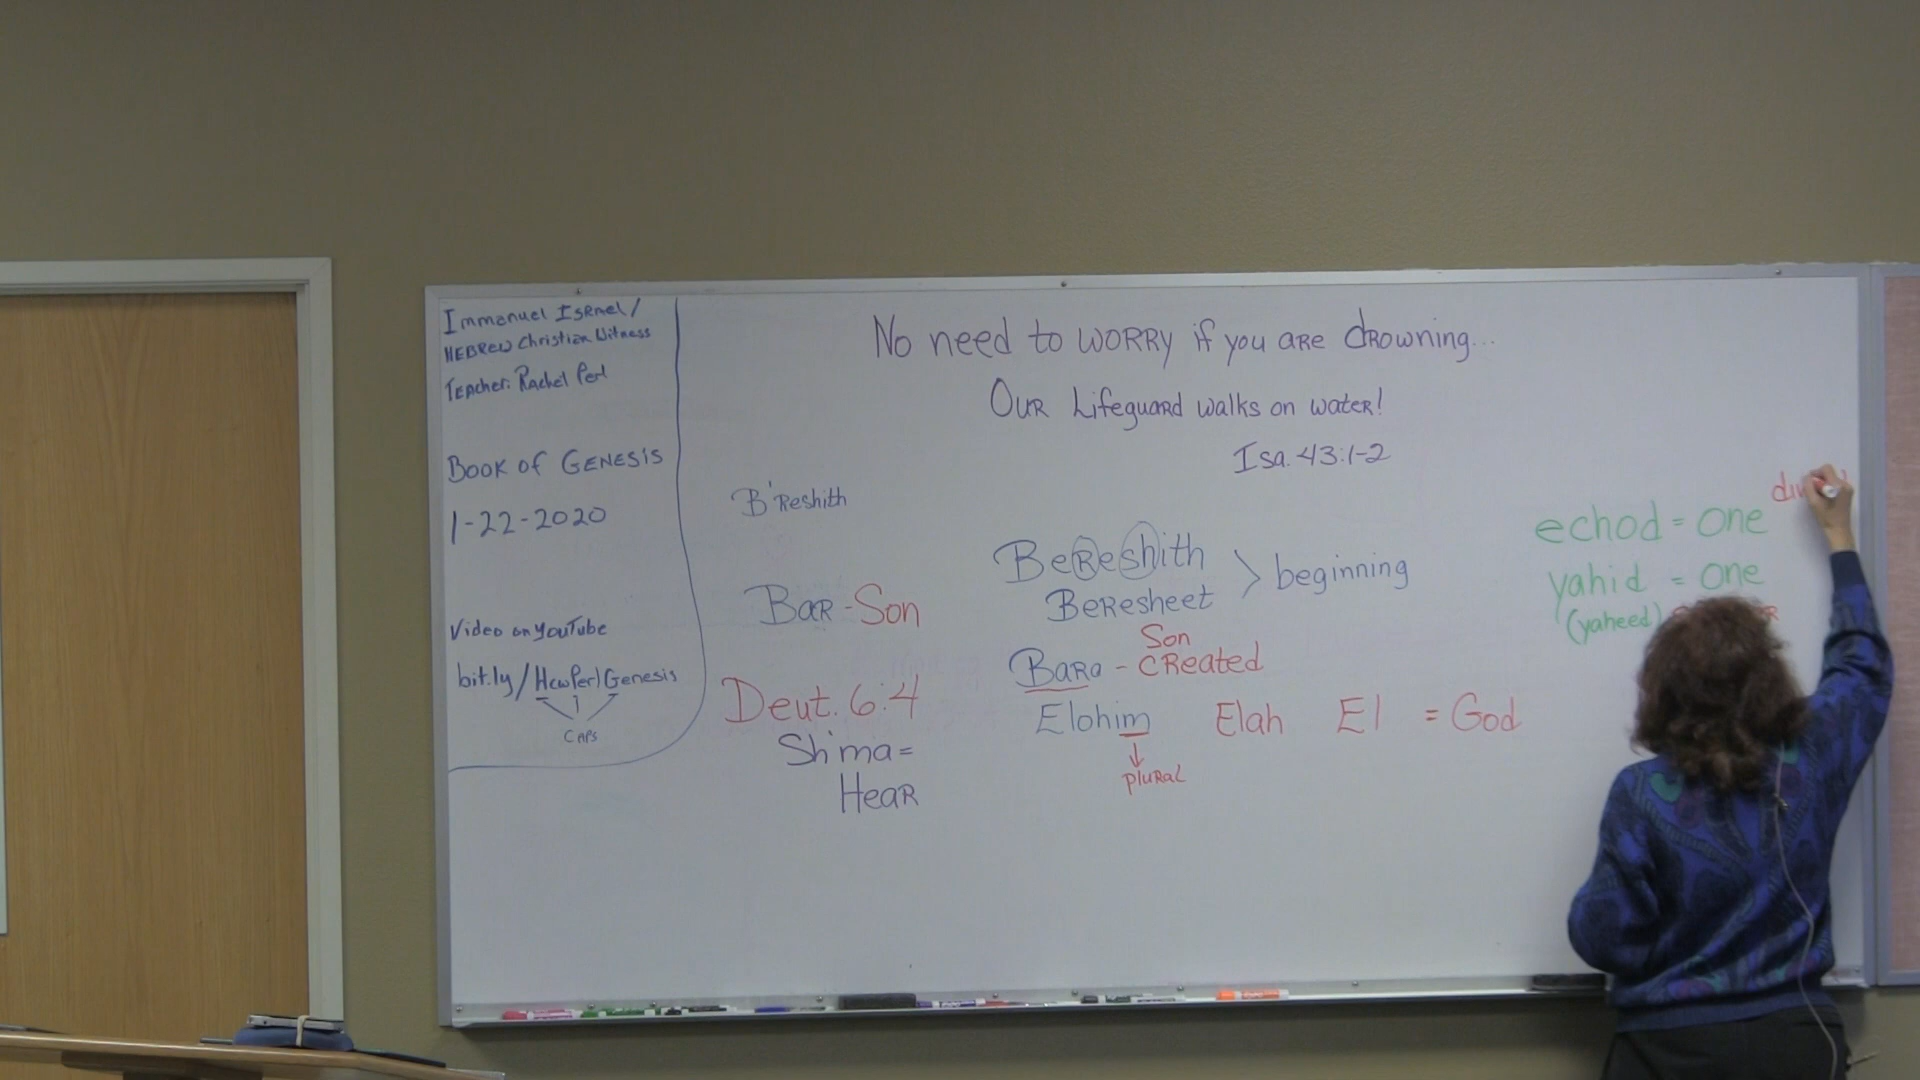 Immanuel Israel/
Hebrew Christian Witness
Teacher: Rachel Perl
Book of Genesis
1-22-2020
Video on YouTube
bit.ly/HcwPerlGenesis
CAPS
No need to worry if you are drowning...
Our Lifeguard walks on water!
Isa. 43:1-2
B'Reshith
Bar - Son
Deut. 6:4
Sh'ma =
Hear
Bereshith
Beresheet > beginning
Son
Bara - Created
Elohim Elah El = God
plural
echod = one
yahid = one
(yaheed)